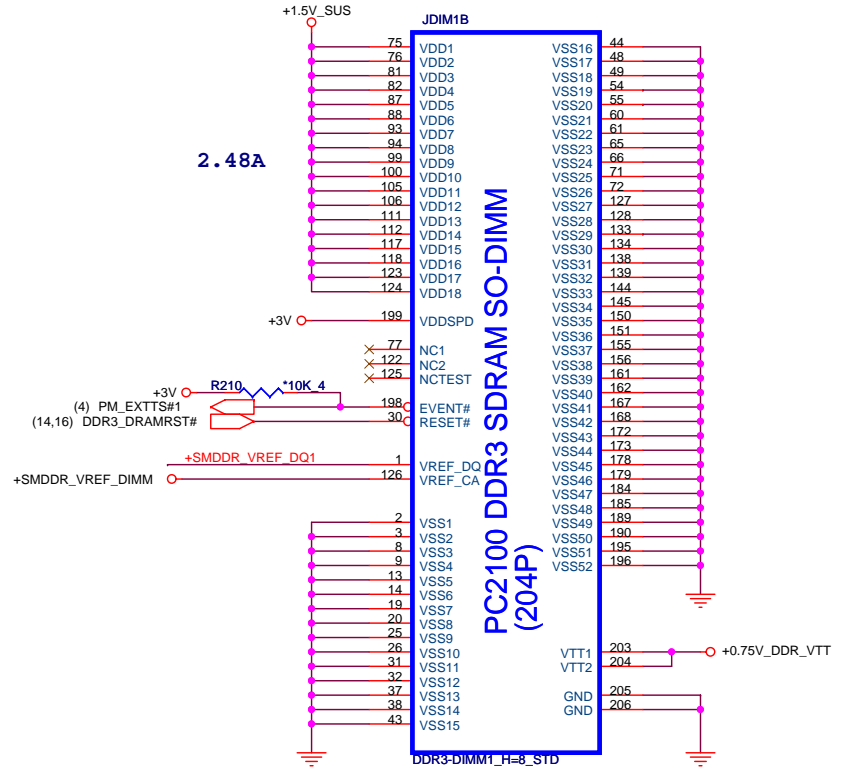 +1.5V_SUS
JDIM1B
75 VDD1 VSS16 44
76 VDD2 VSS17 48
81 VDD3 VSS18 49
82 VDD4 VSS19 54
87 VDD5 VSS20 55
88 VDD6 VSS21 60
93 VDD7 VSS22 61
94 VDD8 VSS23 65
99 VDD9 VSS24 66
2.48A
100 VDD10 VSS25 71
105 VDD11 VSS26 72
106 VDD12 VSS27 127
111 VDD13 VSS28 128
112 VDD14 VSS29 133
117 VDD15 VSS30 134
118 VDD16 VSS31 138
123 VDD17 VSS32 139
124 VDD18 VSS33 144
VSS34 145
+3V 199 VDDSPD VSS35 150
VSS36 151
77 NC1 VSS37 155
122 NC2 VSS38 156
125 NCTEST VSS39 161
+3V R210 *10K_4 VSS40 162
(4) PM_EXTTS#1 198 EVENT# VSS41 167
(14,16) DDR3_DRAMRST# 30 RESET# VSS42 168
VSS43 172
VSS44 173
+SMDDR_VREF_DQ1 1 VREF_DQ VSS45 178
+SMDDR_VREF_DIMM 126 VREF_CA VSS46 179
VSS47 184
VSS48 185
2 VSS1 VSS49 189
3 VSS2 VSS50 190
8 VSS3 VSS51 195
9 VSS4 VSS52 196
13 VSS5
14 VSS6
19 VSS7
20 VSS8
25 VSS9
26 VSS10 VTT1 203 +0.75V_DDR_VTT
31 VSS11 VTT2 204
32 VSS12
37 VSS13 GND 205
38 VSS14 GND 206
43 VSS15
PC2100 DDR3 SDRAM SO-DIMM
(204P)
DDR3-DIMM1_H=8_STD